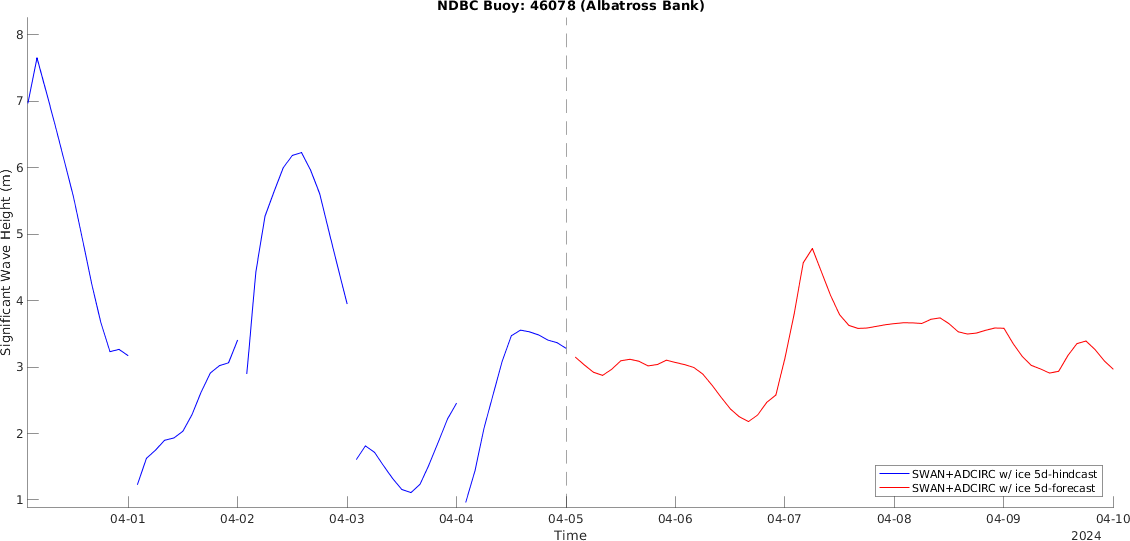 NDBC Buoy: 46078 (Albatross Bank)
Significant Wave Height (m)
8
7
6
5
4
3
2
1
SWAN+ADCIRC w/ ice 5d-hindcast
SWAN+ADCIRC w/ ice 5d-forecast
04-01 04-02 04-03 04-04 04-05 04-06 04-07 04-08 04-09 04-10
Time
2024